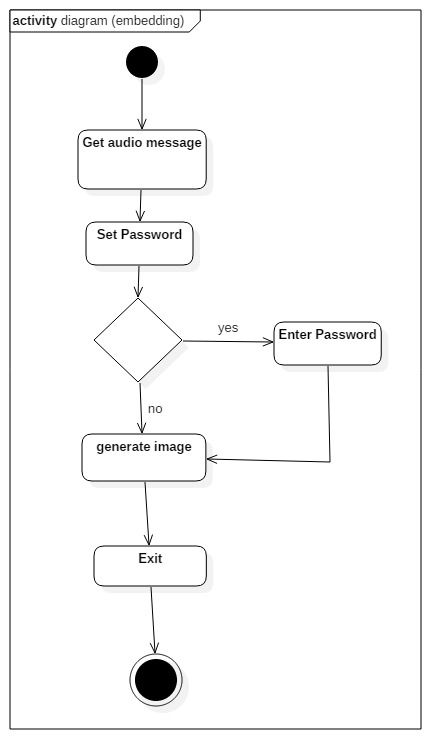 activity diagram (embedding)
Get audio message
Set Password
yes
Enter Password
no
generate image
Exit